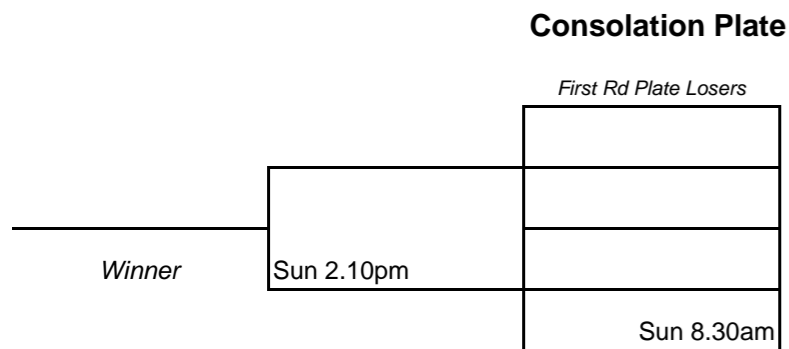 Consolation Plate
First Rd Plate Losers
Winner
Sun 2.10pm
Sun 8.30am